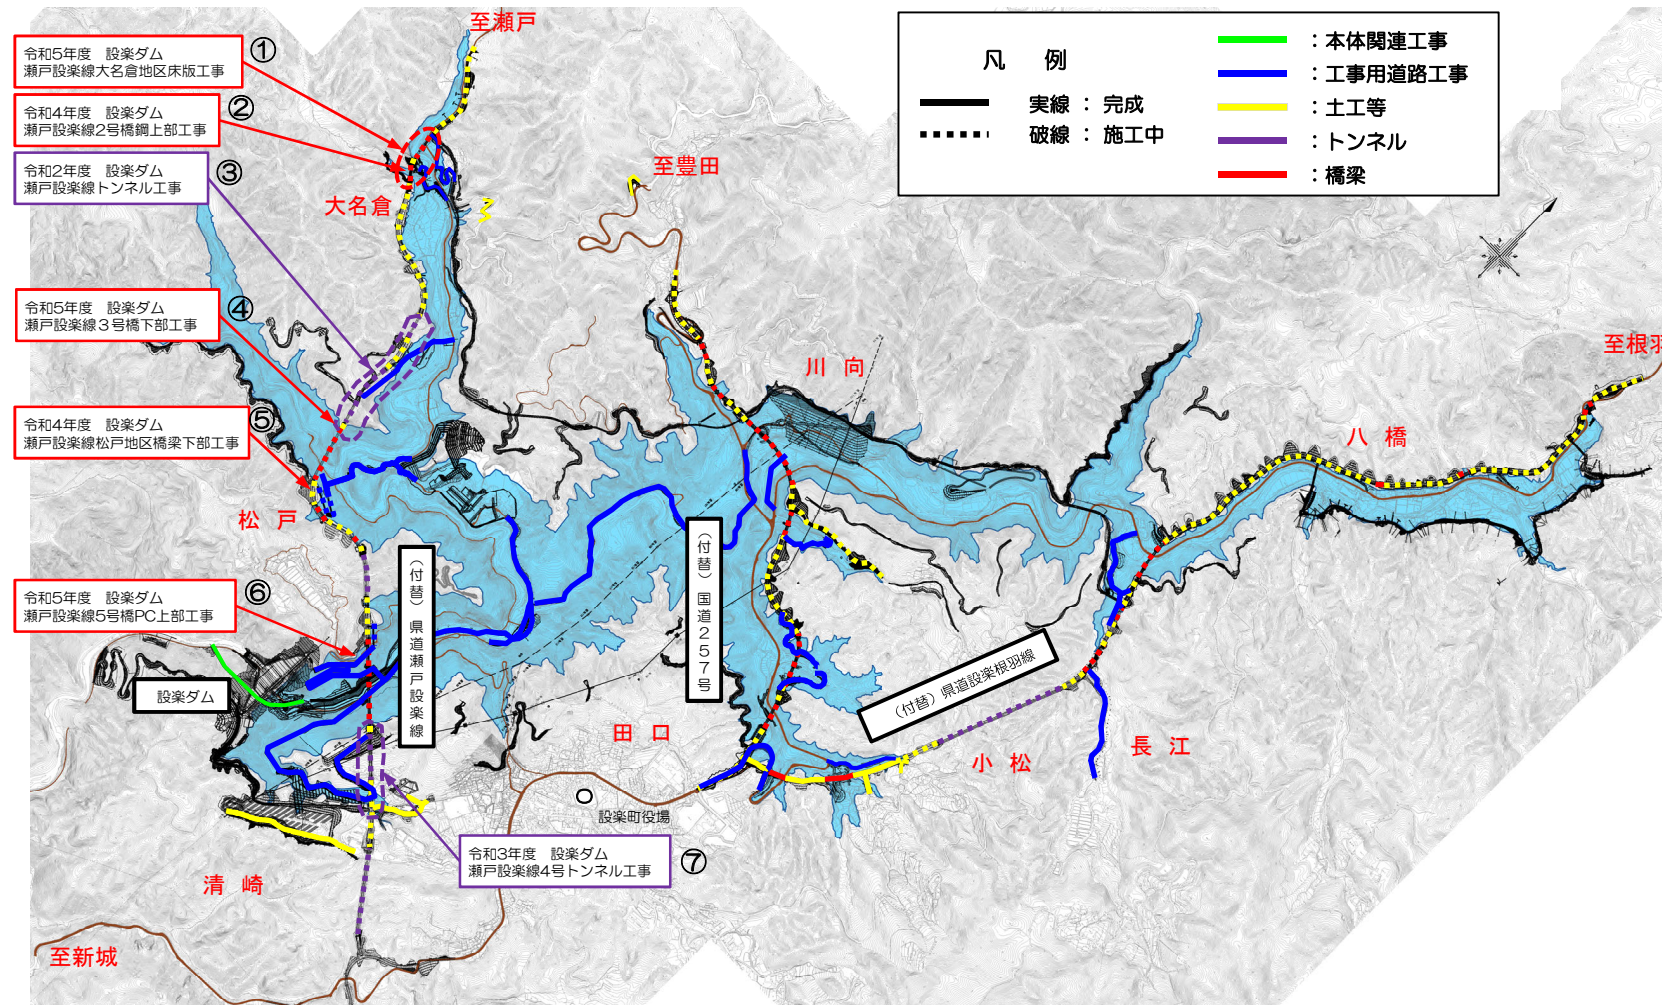 至瀬戸
令和5年度 設楽ダム
瀬戸設楽線大名倉地区床版工事
①
令和4年度 設楽ダム
瀬戸設楽線2号橋鋼上部工事
②
令和2年度 設楽ダム
瀬戸設楽線トンネル工事
③
大名倉
至豊田
凡 例
実線 : 完成
破線 : 施工中
:本体関連工事
:工事用道路工事
:土工等
:トンネル
:橋梁
令和5年度 設楽ダム
瀬戸設楽線3号橋下部工事
④
川向
至根羽
令和4年度 設楽ダム
瀬戸設楽線松戸地区橋梁下部工事
⑤
八橋
松戸
(付替)県道瀬戸設楽線
(付替)国道257号
令和5年度 設楽ダム
瀬戸設楽線5号橋PC上部工事
⑥
設楽ダム
(付替)県道設楽根羽線
田口
小松
長江
設楽町役場
令和3年度 設楽ダム
瀬戸設楽線4号トンネル工事
⑦
清崎
至新城